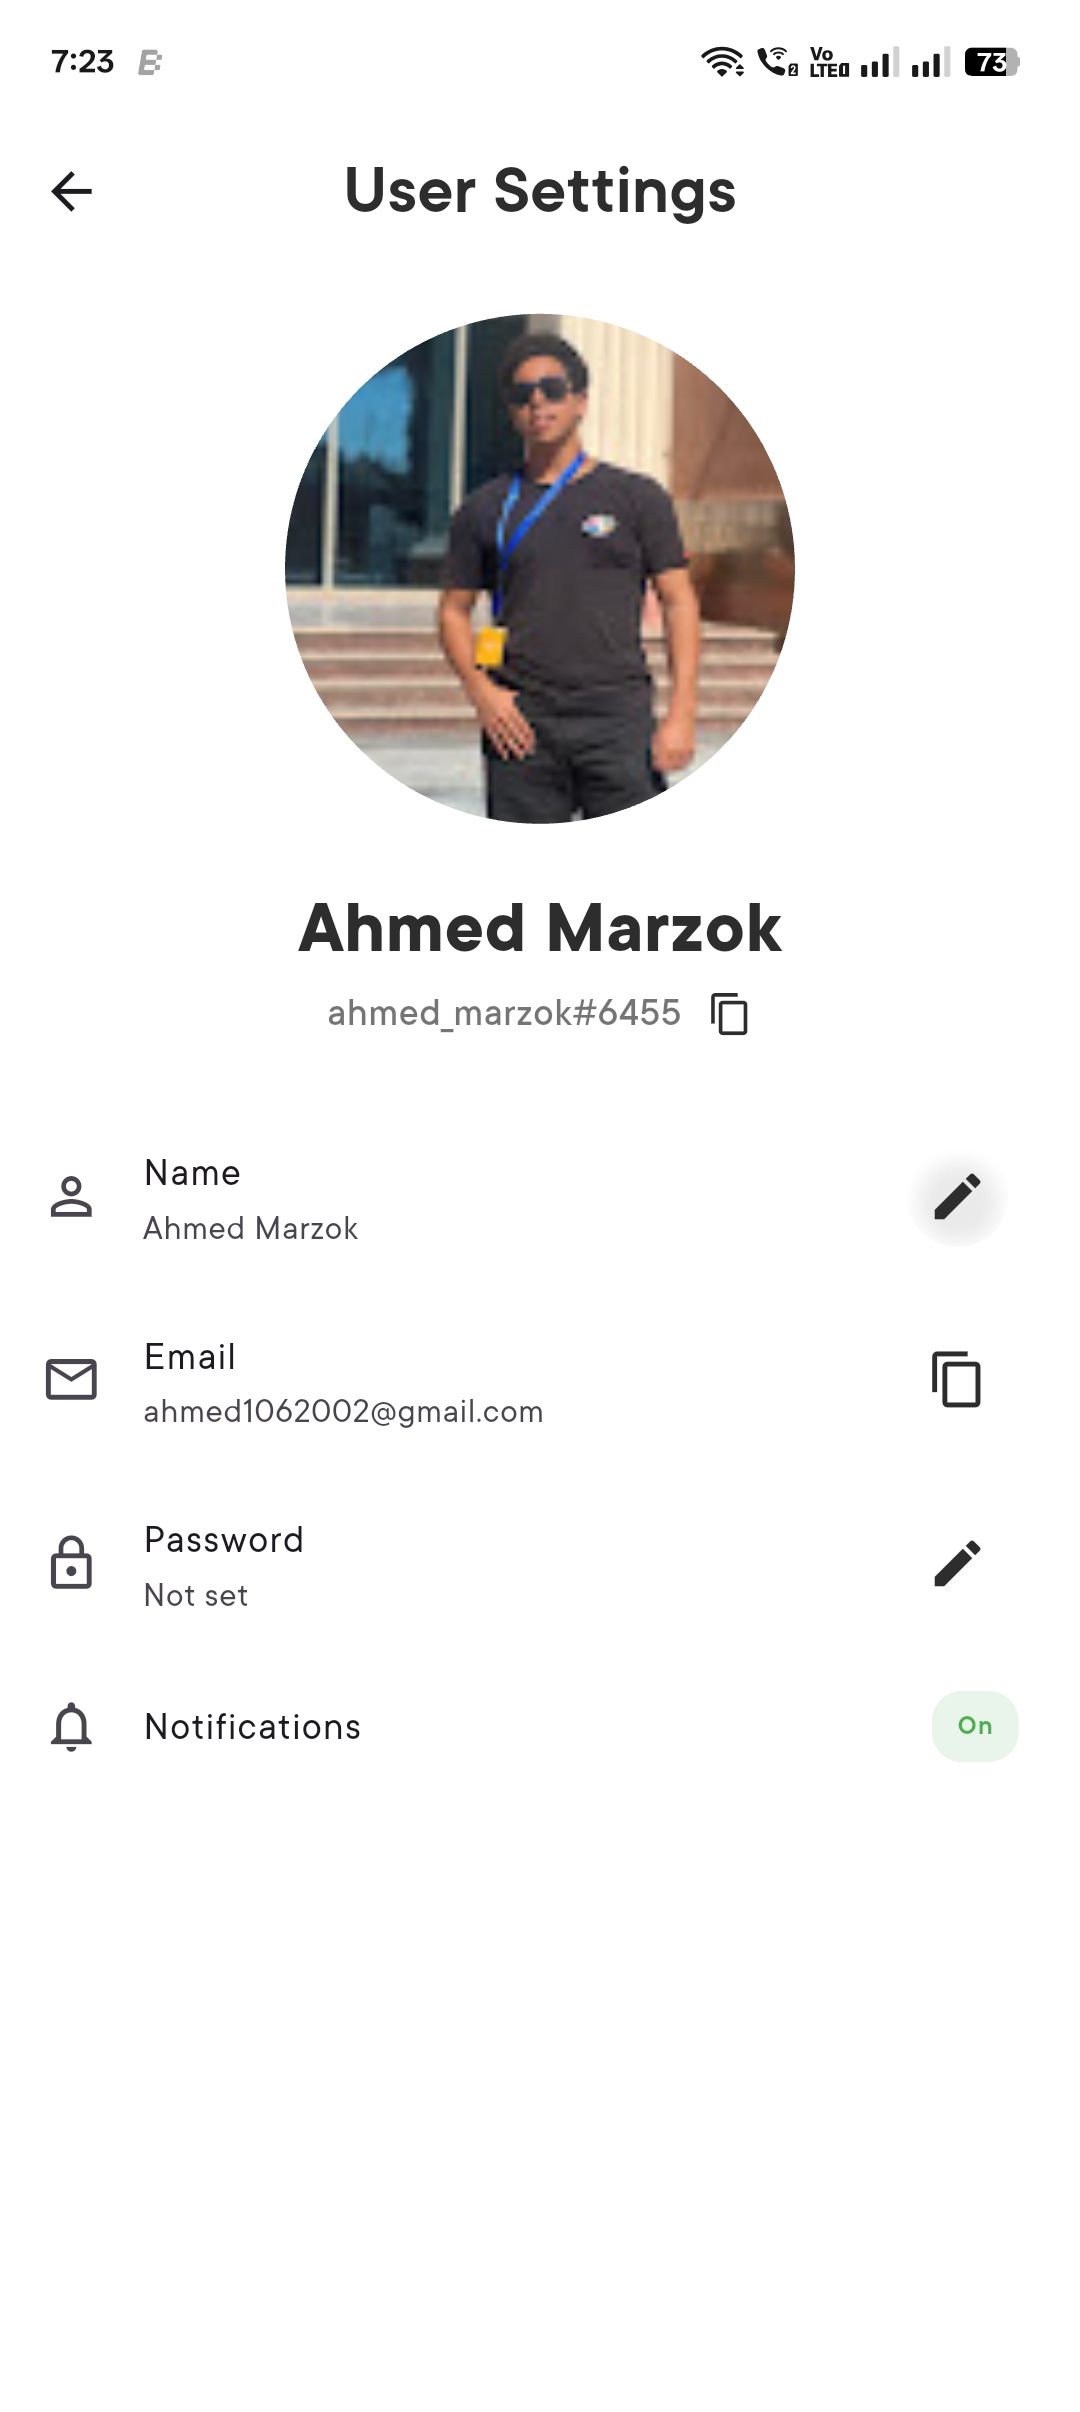 7:23
Vo
LTE
73
User Settings
Ahmed Marzok
ahmed_marzok#6455
Name
Ahmed Marzok
Email
ahmed1062002@gmail.com
Password
Not set
Notifications
On